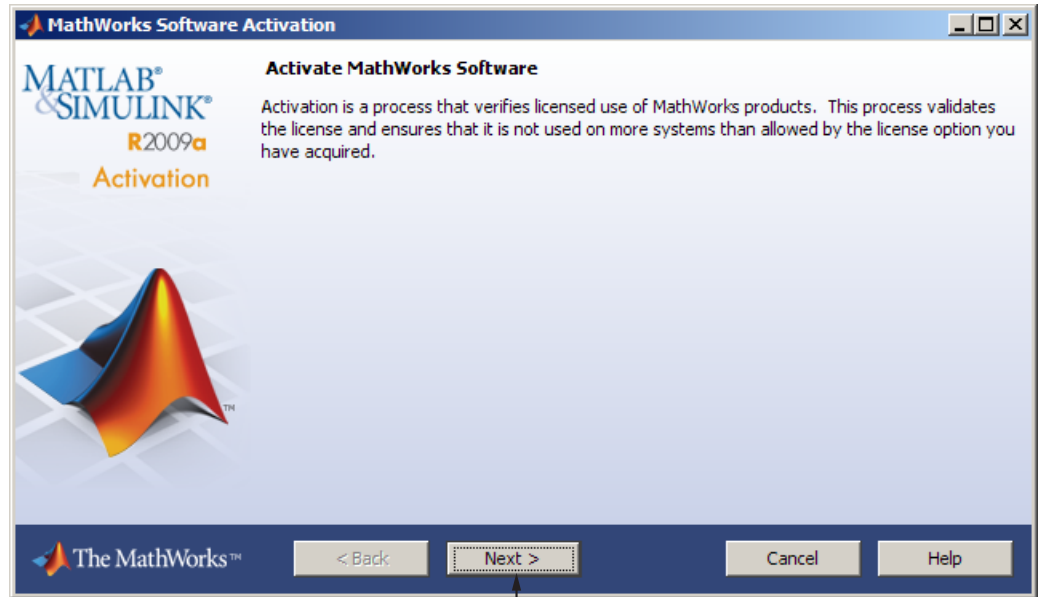 MathWorks Software Activation
MATLAB®
&SIMULINK®
R2009a
Activation
Activate MathWorks Software
Activation is a process that verifies licensed use of MathWorks products. This process validates
the license and ensures that it is not used on more systems than allowed by the license option you
have acquired.
TM
The MathWorks™
< Back
Next >
Cancel
Help